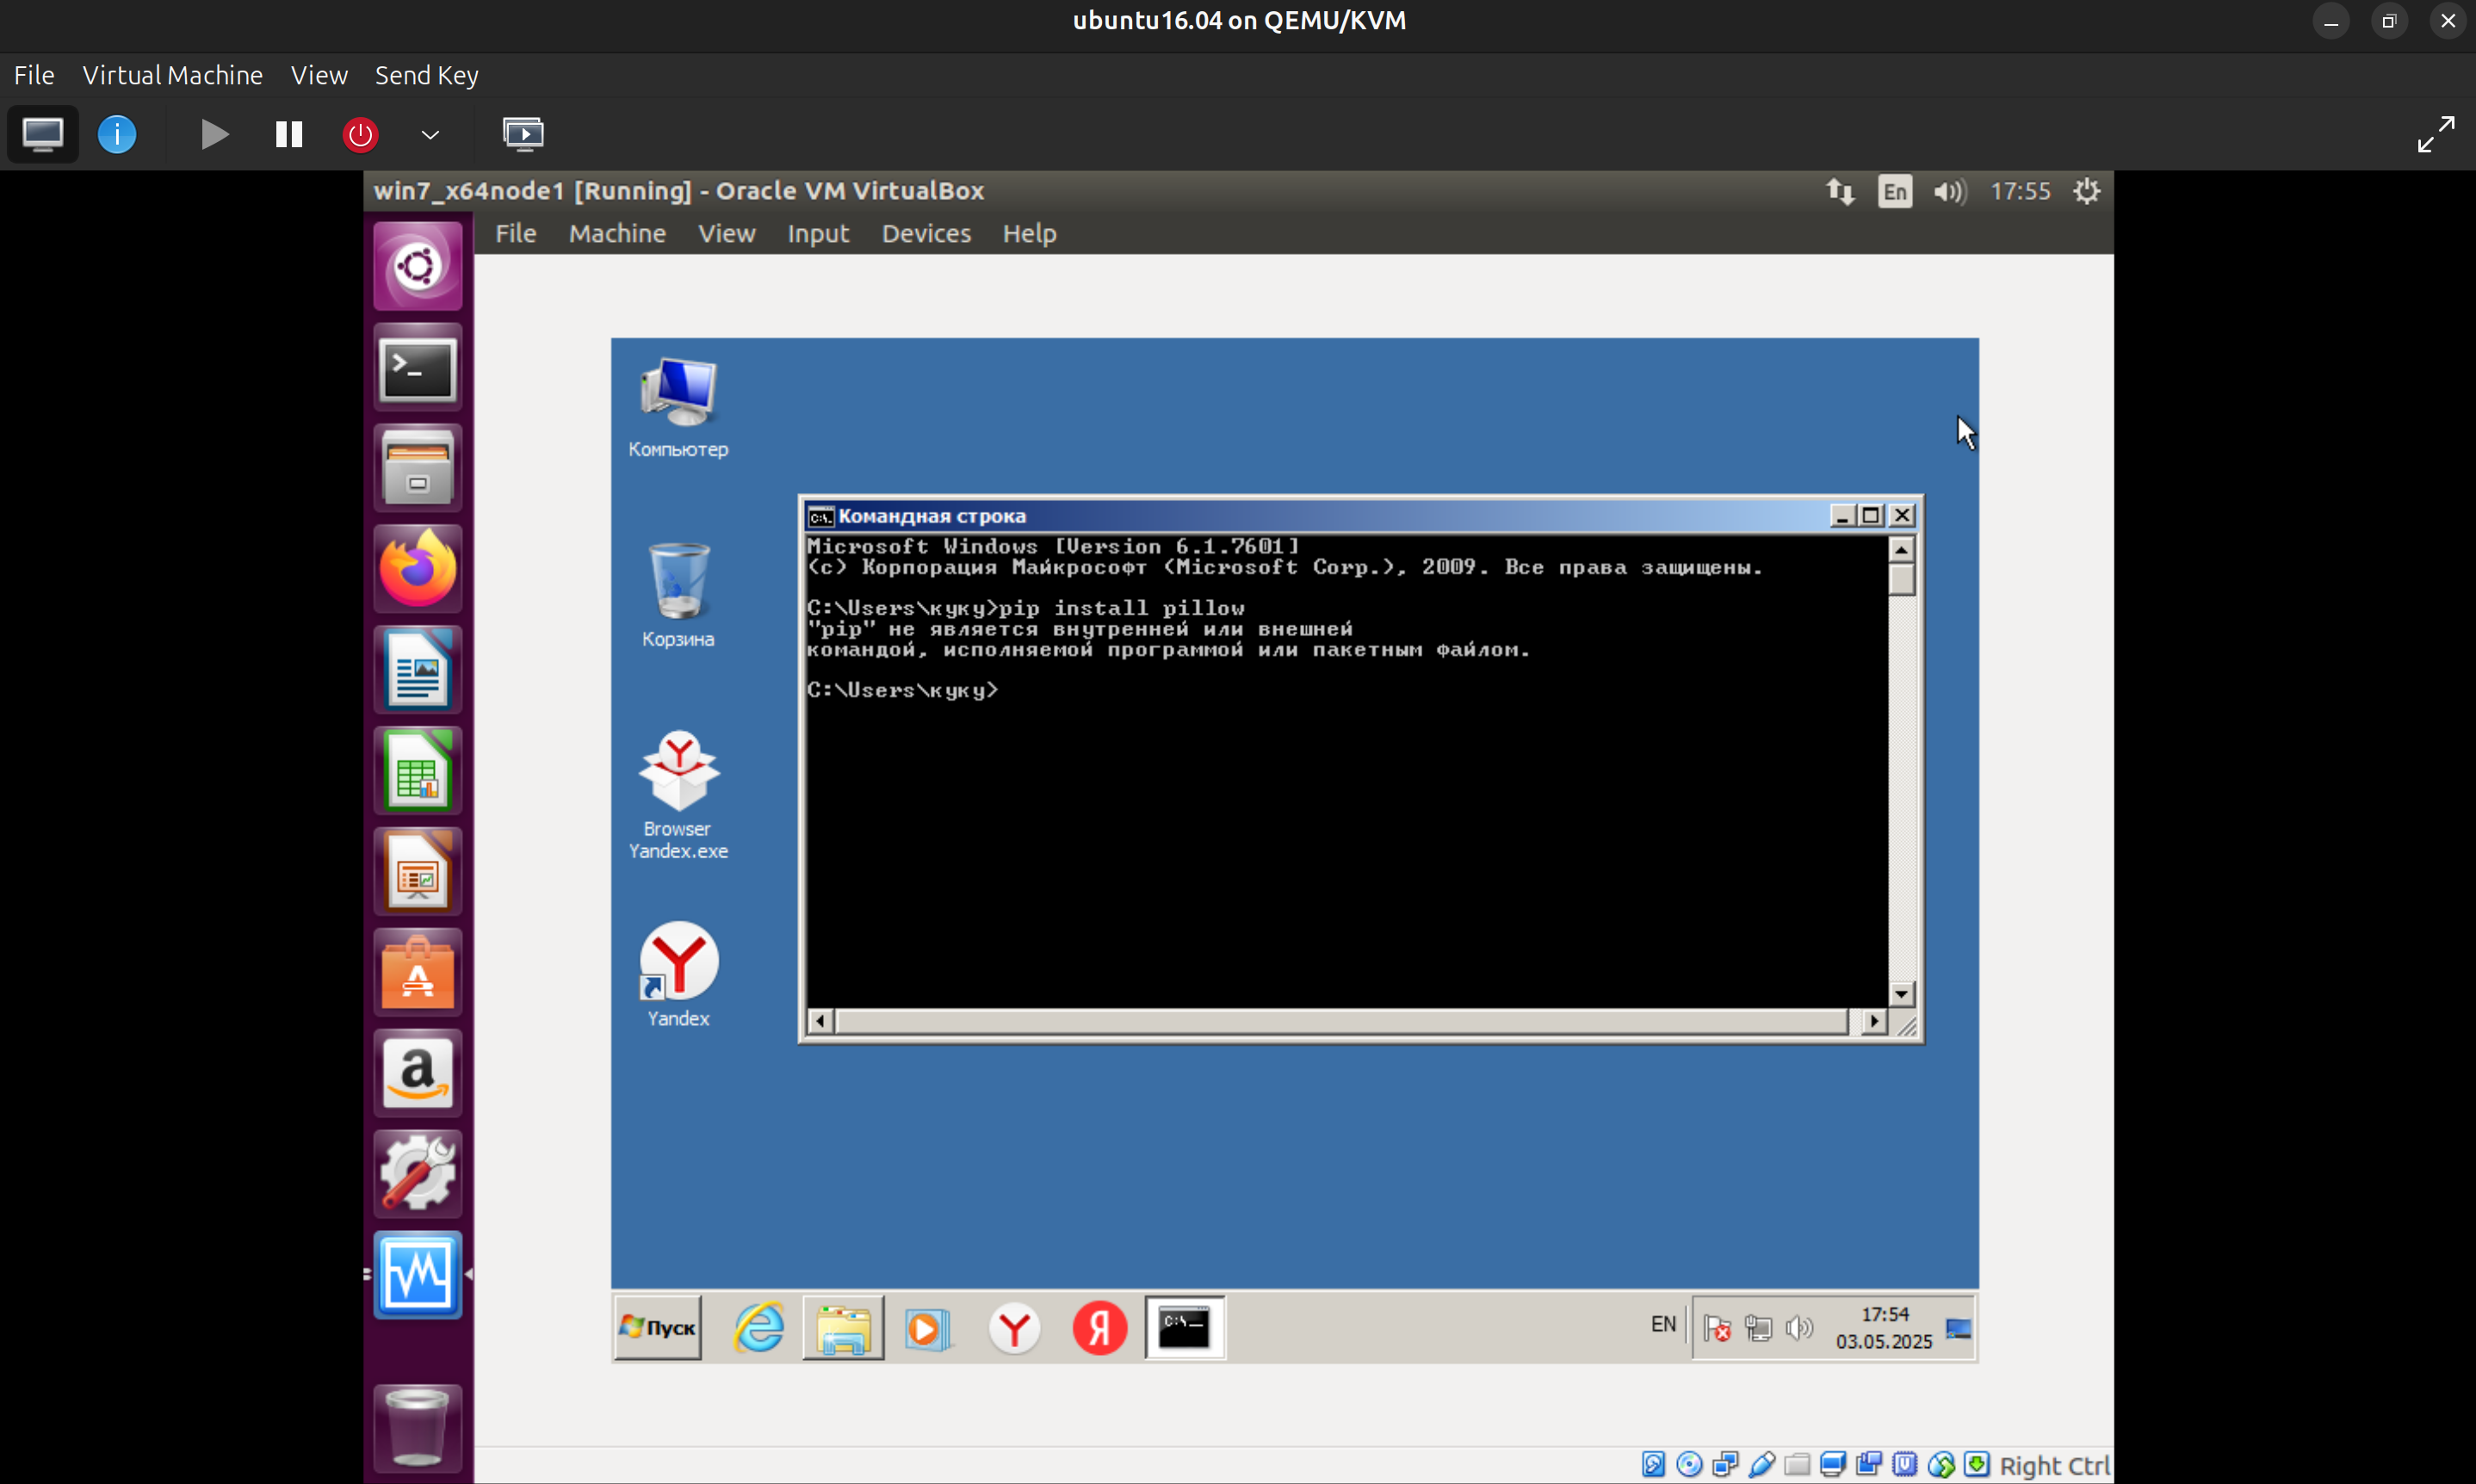 ubuntu16.04 on QEMU/KVM
File Virtual Machine View Send Key
win7_x64node1 [Running] - Oracle VM VirtualBox
En 17:55
File Machine View Input Devices Help
Компьютер
Корзина
Browser
Yandex.exe
Yandex
Командная строка
Microsoft Windows [Version 6.1.7601]
(c) Корпорация Майкрософт (Microsoft Corp.), 2009. Все права защищены.
C:\Users\куку>pip install pillow
"pip" не является внутренней или внешней
командой, исполняемой программой или пакетным файлом.
C:\Users\куку>
Пуск
EN
17:54
03.05.2025
Right Ctrl